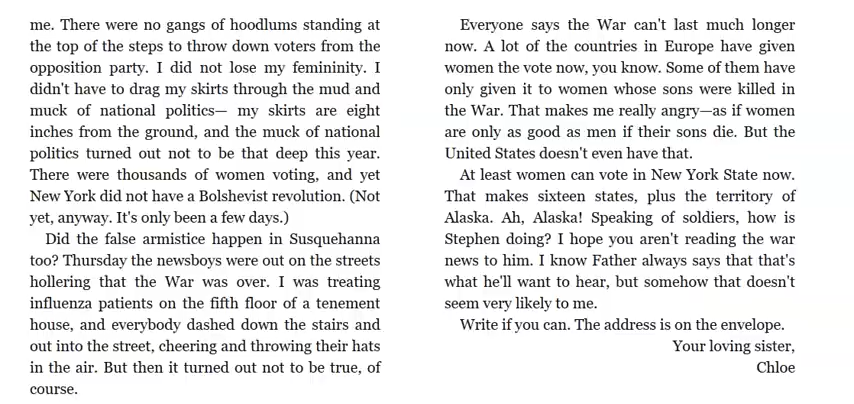 me. There were no gangs of hoodlums standing at
the top of the steps to throw down voters from the
opposition party. I did not lose my femininity. I
didn't have to drag my skirts through the mud and
muck of national politics— my skirts are eight
inches from the ground, and the muck of national
politics turned out not to be that deep this year.
There were thousands of women voting, and yet
New York did not have a Bolshevist revolution. (Not
yet, anyway. It's only been a few days.)
Did the false armistice happen in Susquehanna
too? Thursday the newsboys were out on the streets
hollering that the War was over. I was treating
influenza patients on the fifth floor of a tenement
house, and everybody dashed down the stairs and
out into the street, cheering and throwing their hats
in the air. But then it turned out not to be true, of
course.
Everyone says the War can't last much longer
now. A lot of the countries in Europe have given
women the vote now, you know. Some of them have
only given it to women whose sons were killed in
the War. That makes me really angry—as if women
are only as good as men if their sons die. But the
United States doesn't even have that.
At least women can vote in New York State now.
That makes sixteen states, plus the territory of
Alaska. Ah, Alaska! Speaking of soldiers, how is
Stephen doing? I hope you aren't reading the war
news to him. I know Father always says that that's
what he'll want to hear, but somehow that doesn't
seem very likely to me.
Write if you can. The address is on the envelope.
Your loving sister,
Chloe